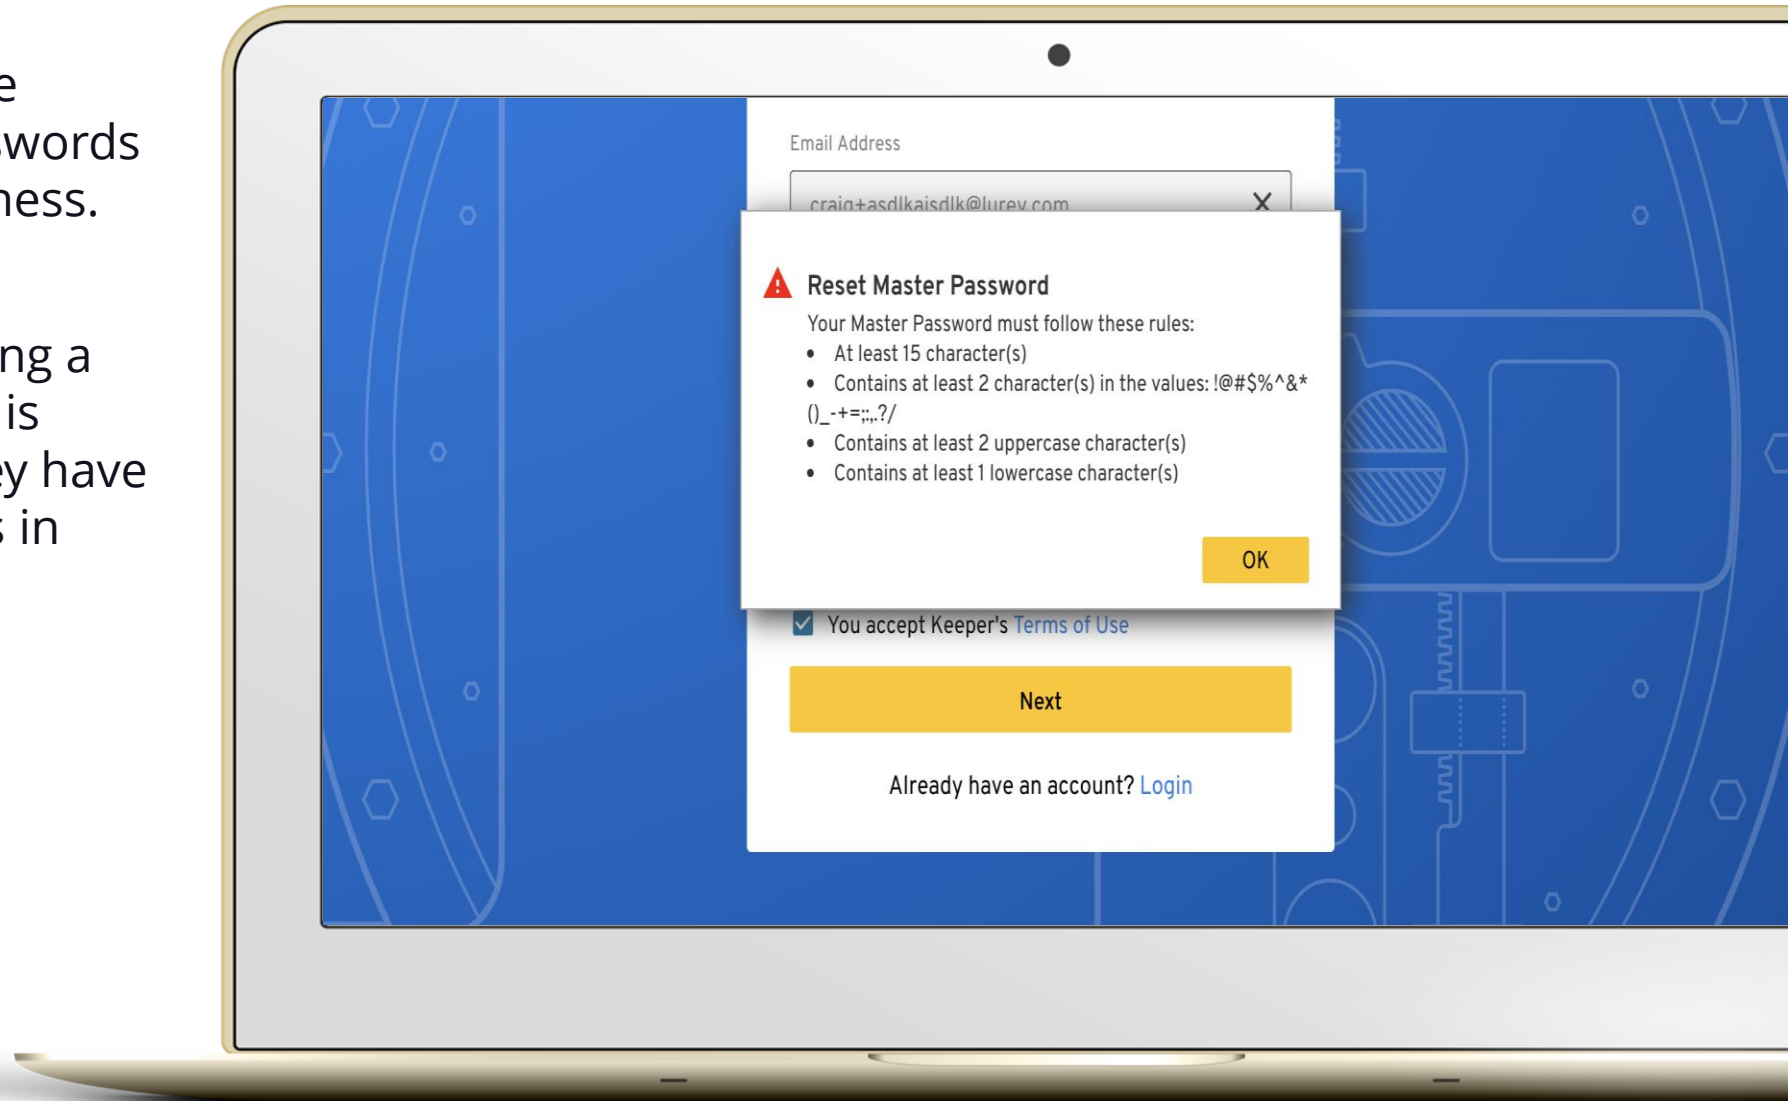 e
swords
ness.
ng a
is
ey have
s in
Email Address
craig+asdlkajsdlk@lurey.com
Reset Master Password
Your Master Password must follow these rules:
• At least 15 character(s)
• Contains at least 2 character(s) in the values: !@#$%^&*
()_-+=;:,.?/
• Contains at least 2 uppercase character(s)
• Contains at least 1 lowercase character(s)
OK
You accept Keeper's Terms of Use
Next
Already have an account? Login